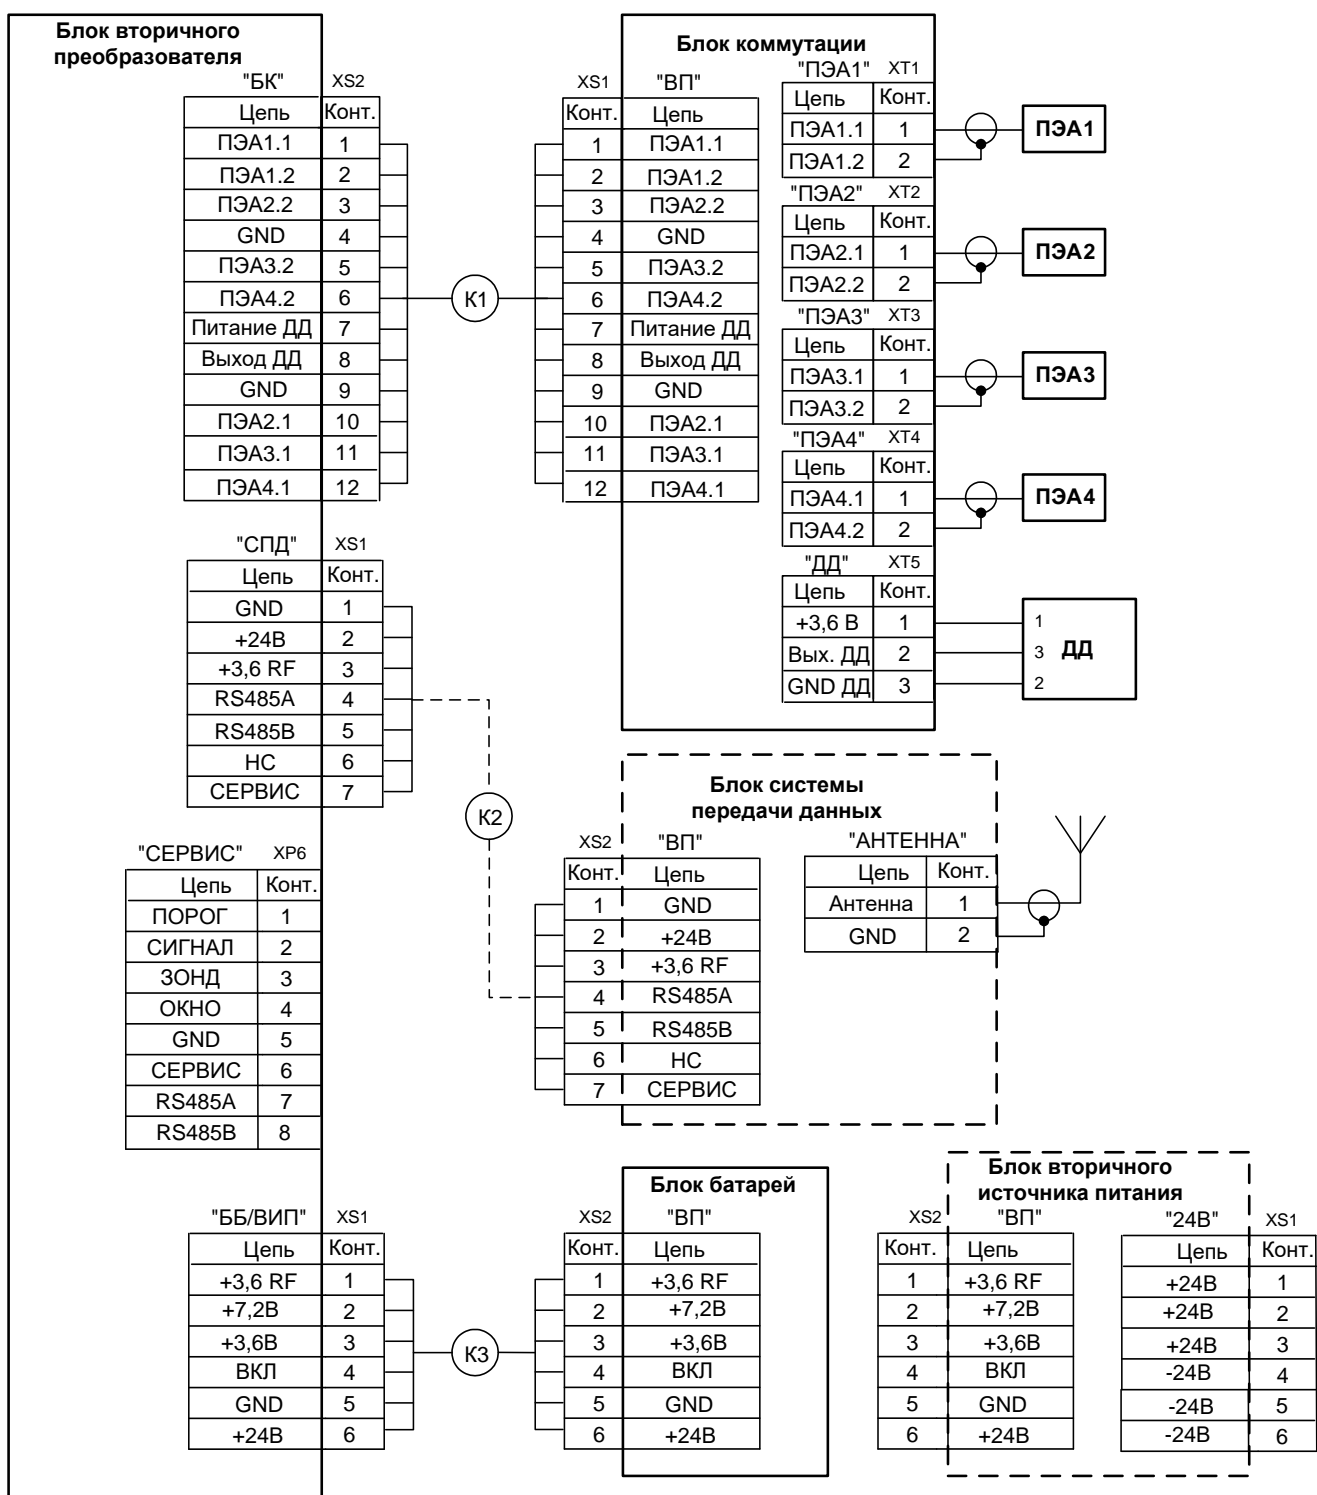 Блок вторичного
преобразователя
"БК" XS2
Цепь Конт.
ПЭА1.1 1
ПЭА1.2 2
ПЭА2.2 3
GND 4
ПЭА3.2 5
ПЭА4.2 6
Питание ДД 7
Выход ДД 8
GND 9
ПЭА2.1 10
ПЭА3.1 11
ПЭА4.1 12
К1
Блок коммутации
XS1 "ВП"
Конт. Цепь
1 ПЭА1.1
2 ПЭА1.2
3 ПЭА2.2
4 GND
5 ПЭА3.2
6 ПЭА4.2
7 Питание ДД
8 Выход ДД
9 GND
10 ПЭА2.1
11 ПЭА3.1
12 ПЭА4.1
"ПЭА1" XT1
Цепь Конт.
ПЭА1.1 1
ПЭА1.2 2
ПЭА1
"ПЭА2" XT2
Цепь Конт.
ПЭА2.1 1
ПЭА2.2 2
ПЭА2
"ПЭА3" XT3
Цепь Конт.
ПЭА3.1 1
ПЭА3.2 2
ПЭА3
"ПЭА4" XT4
Цепь Конт.
ПЭА4.1 1
ПЭА4.2 2
ПЭА4
"ДД" XT5
Цепь Конт.
+3,6 В 1
Вых. ДД 2
GND ДД 3
1
3 ДД
2
"СПД" XS1
Цепь Конт.
GND 1
+24В 2
+3,6 RF 3
RS485A 4
RS485B 5
НС 6
СЕРВИС 7
К2
Блок системы
передачи данных
XS2 "ВП"
Конт. Цепь
1 GND
2 +24В
3 +3,6 RF
4 RS485A
5 RS485B
6 НС
7 СЕРВИС
"АНТЕННА"
Цепь Конт.
Антенна 1
GND 2
"СЕРВИС" XP6
Цепь Конт.
ПОРОГ 1
СИГНАЛ 2
ЗОНД 3
ОКНО 4
GND 5
СЕРВИС 6
RS485A 7
RS485B 8
"ББ/ВИП" XS1
Цепь Конт.
+3,6 RF 1
+7,2В 2
+3,6В 3
ВКЛ 4
GND 5
+24В 6
К3
Блок батарей
XS2 "ВП"
Конт. Цепь
1 +3,6 RF
2 +7,2В
3 +3,6В
4 ВКЛ
5 GND
6 +24В
Блок вторичного
источника питания
XS2 "ВП"
Конт. Цепь
1 +3,6 RF
2 +7,2В
3 +3,6В
4 ВКЛ
5 GND
6 +24В
"24В" XS1
Цепь Конт.
+24В 1
+24В 2
+24В 3
-24В 4
-24В 5
-24В 6